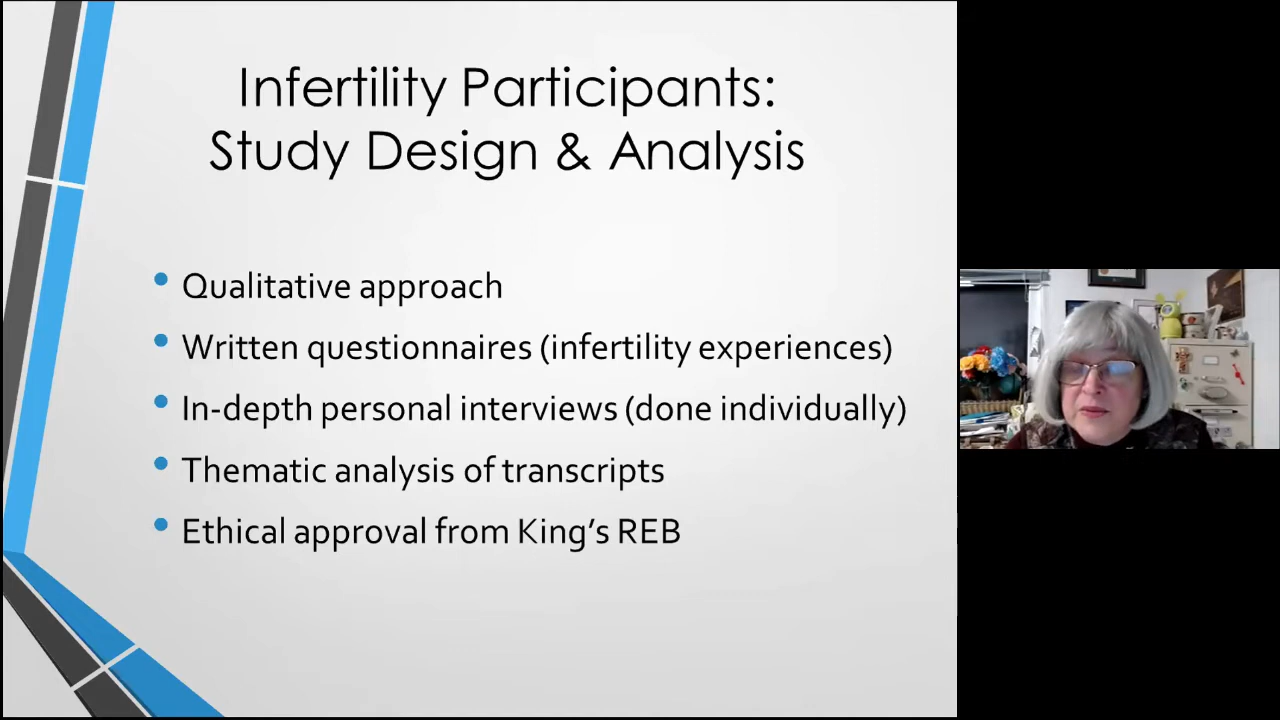 Infertility Participants:
Study Design & Analysis
• Qualitative approach
• Written questionnaires (infertility experiences)
• In-depth personal interviews (done individually)
• Thematic analysis of transcripts
• Ethical approval from King's REB